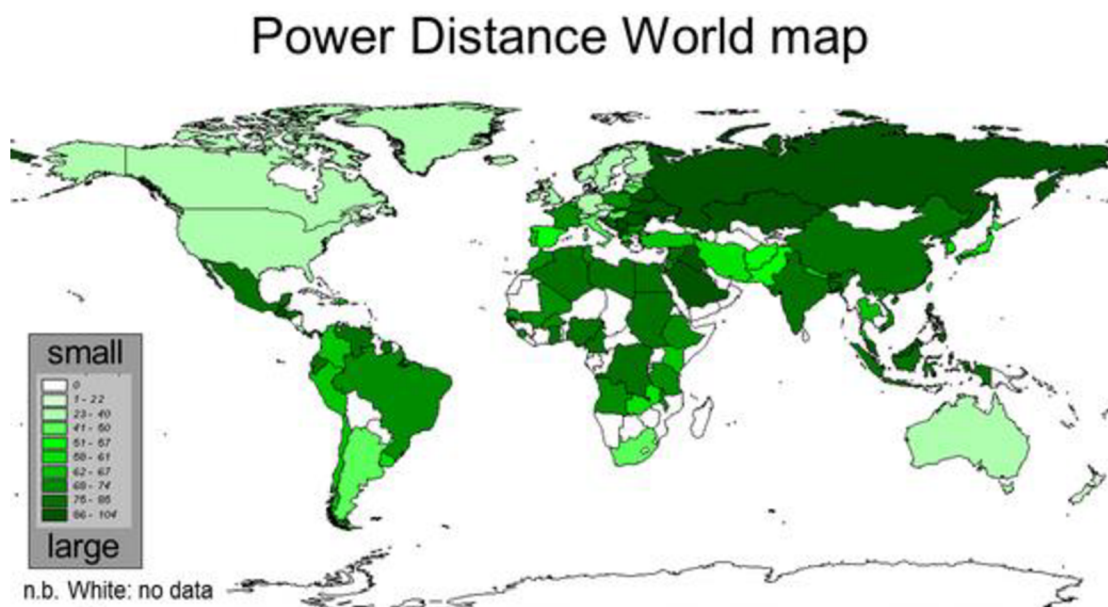 Power Distance World map
small
0
1 - 22
23 - 40
41 - 50
51 - 57
58 - 61
62 - 67
68 - 74
75 - 85
86 - 104
large
n.b. White: no data